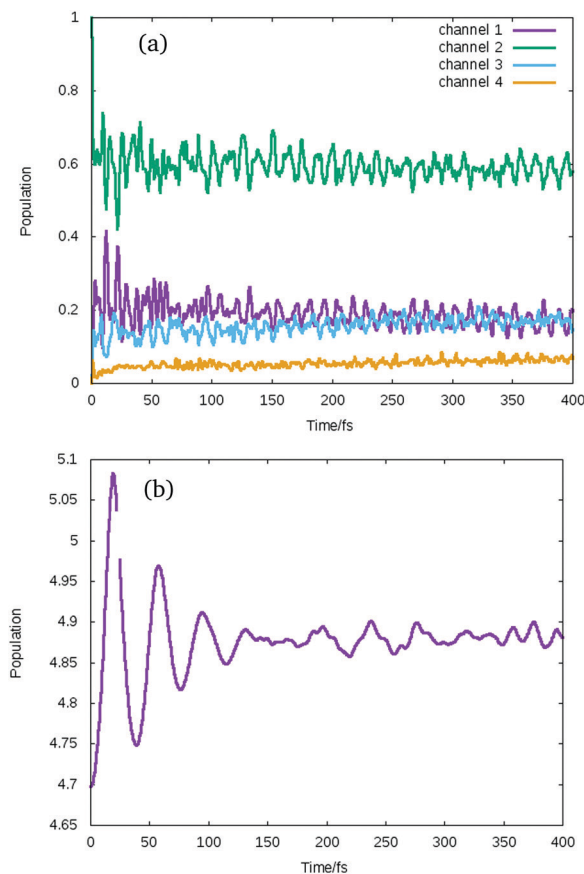 (a)
channel 1
channel 2
channel 3
channel 4
1
0.8
0.6
0.4
0.2
0
Population
0 50 100 150 200 250 300 350 400
Time/fs
(b)
5.1
5.05
5
4.95
4.9
4.85
4.8
4.75
4.7
4.65
Population
0 50 100 150 200 250 300 350 400
Time/fs